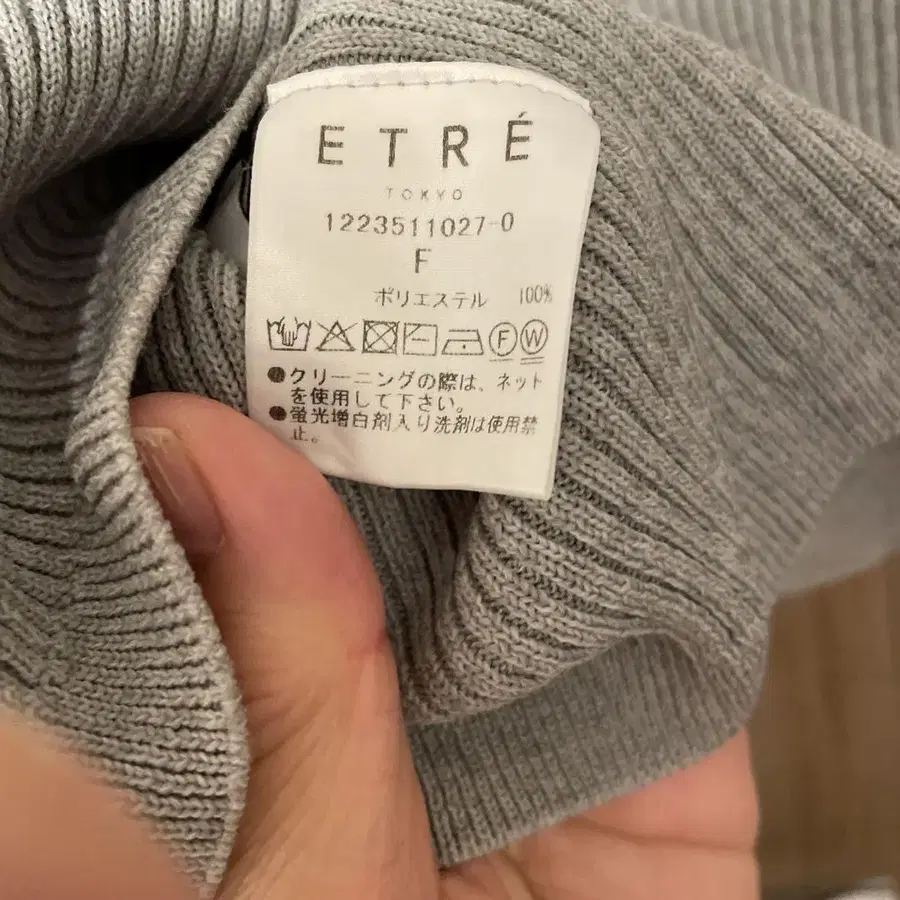 ETRÉ
TOKYO
1223511027-0
F
ポリエステル 100%
F W
●クリーニングの際は、ネット
を使用して下さい。
●蛍光増白剤入り洗剤は使用禁
止。